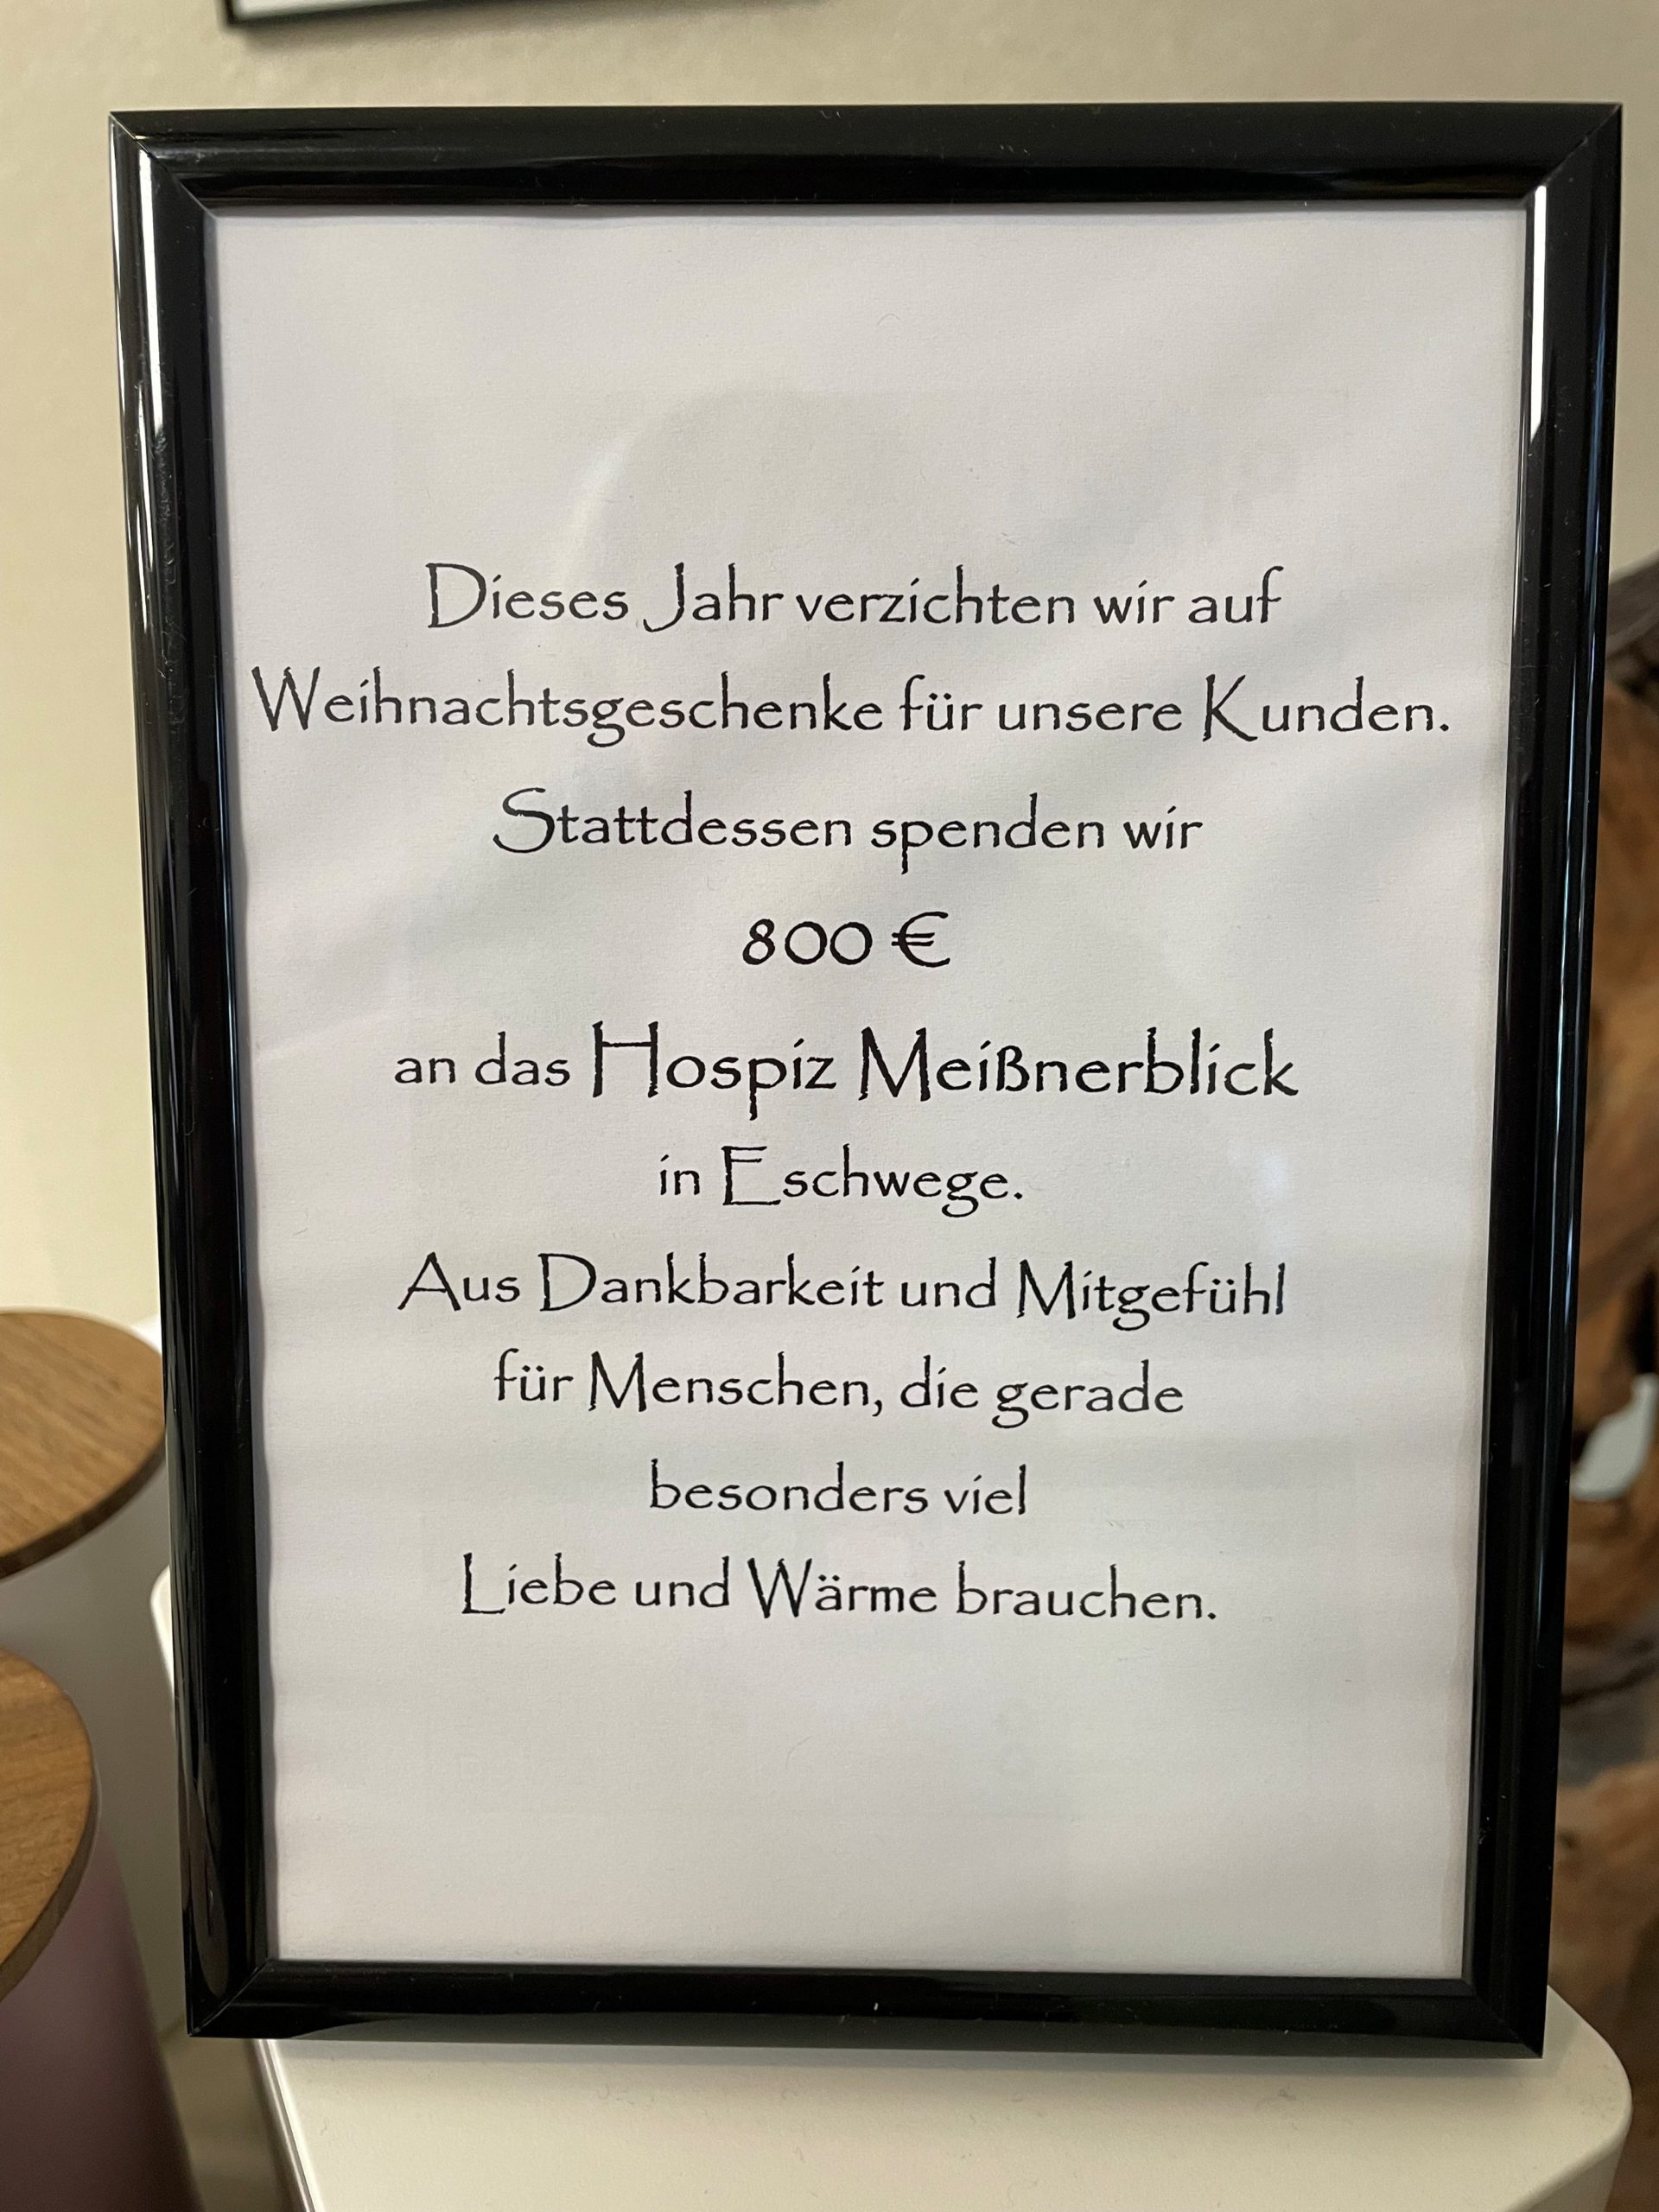 Dieses Jahr verzichten wir auf
Weihnachtsgeschenke für unsere Kunden.
Stattdessen spenden wir
800 €
an das Hospiz Meißnerblick
in Eschwege.
Aus Dankbarkeit und Mitgefühl
für Menschen, die gerade
besonders viel
Liebe und Wärme brauchen.